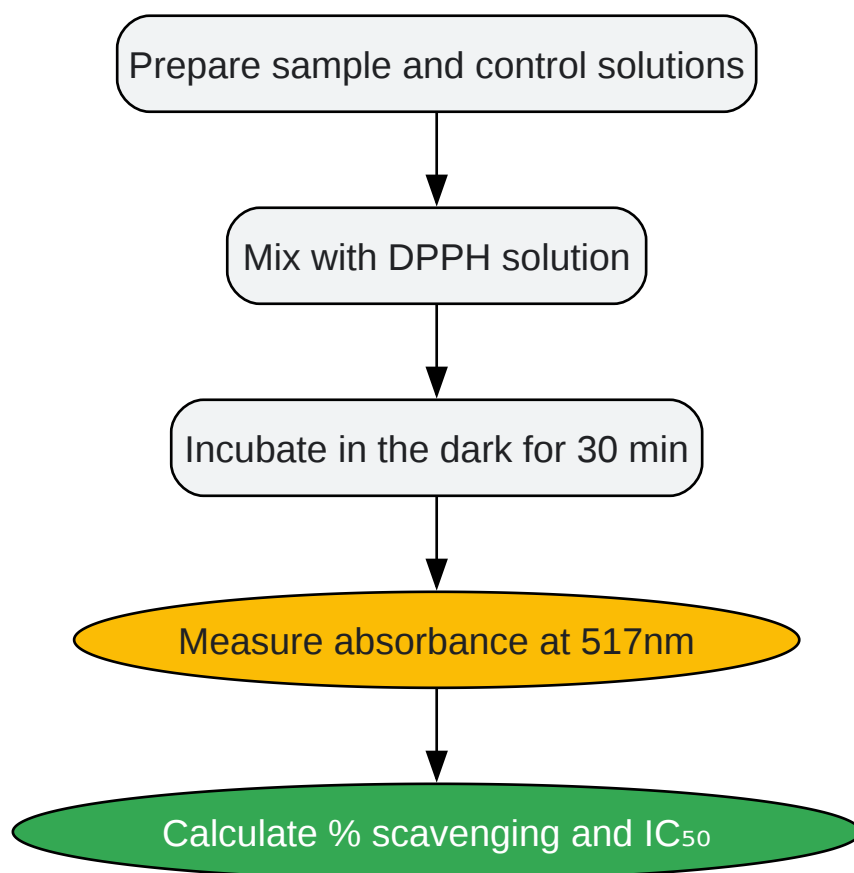 Prepare sample and control solutions
Mix with DPPH solution
Incubate in the dark for 30 min
Measure absorbance at 517nm
Calculate % scavenging and IC₅₀